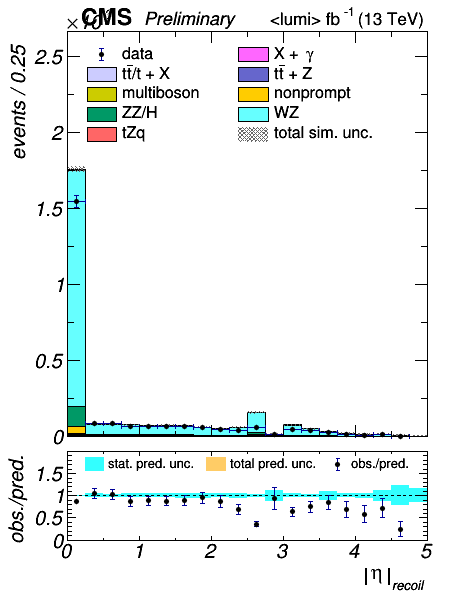 ×10 CMS Preliminary <lumi> fb⁻¹ (13 TeV)
events / 0.25
2.5
2
1.5
1
0.5
0
data
X + γ
tt̄/t + X
tt̄ + Z
multiboson
nonprompt
ZZ/H
WZ
tZq
total sim. unc.
obs./pred.
1.5
1
0.5
0
stat. pred. unc.
total pred. unc.
obs./pred.
0 1 2 3 4 5
|η|recoil